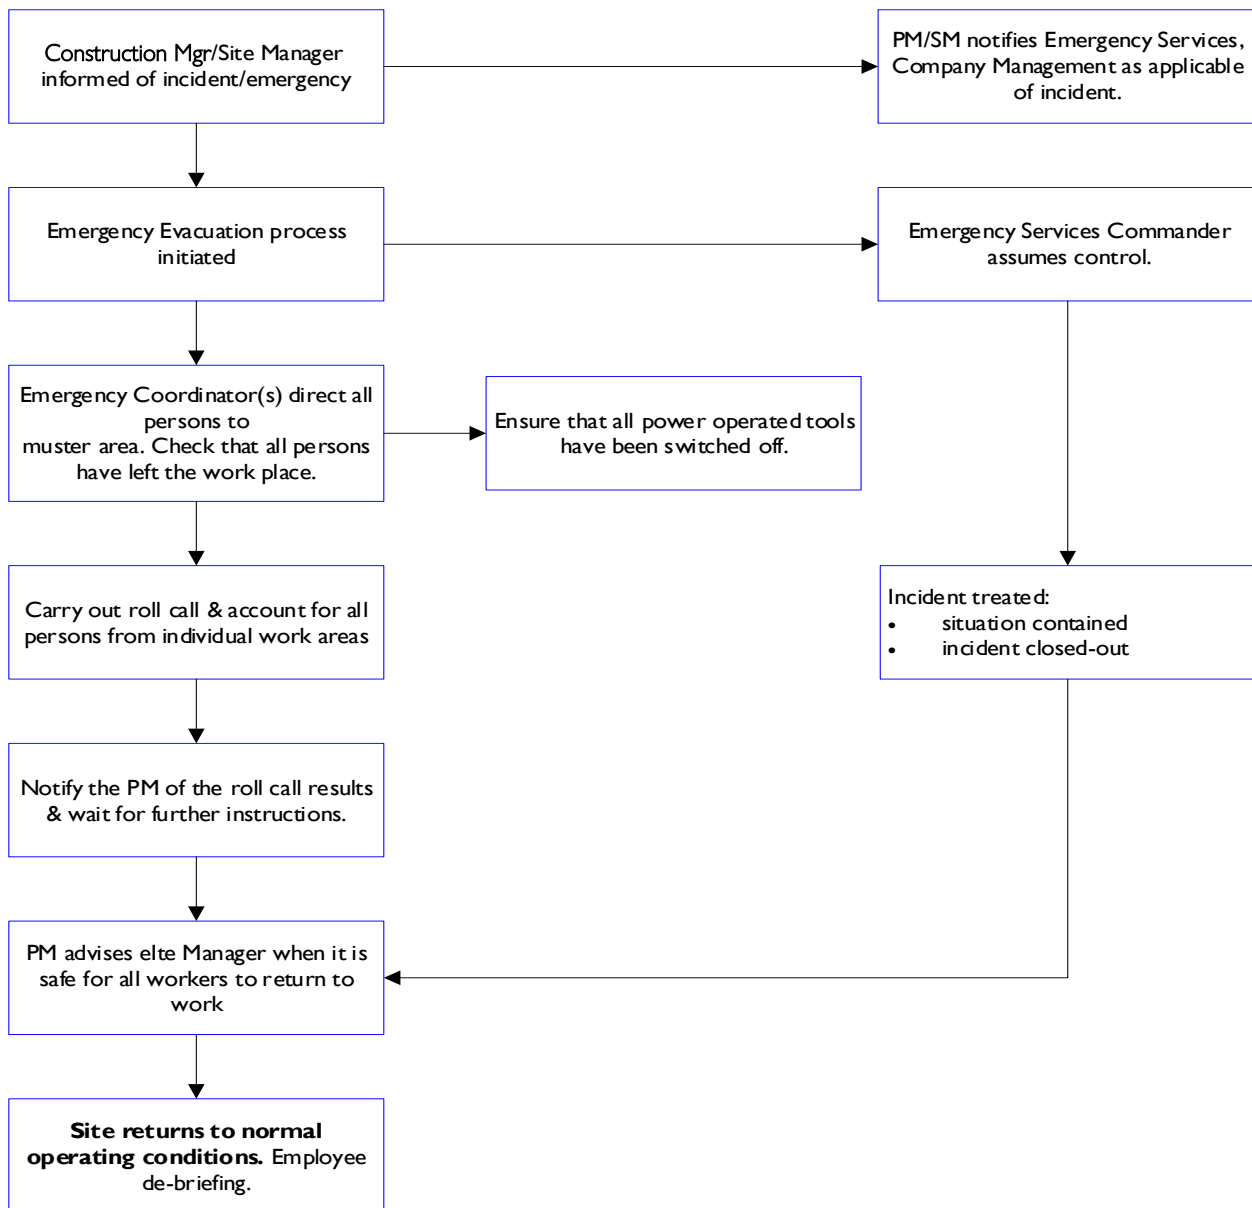 Construction Mgr/Site Manager
informed of incident/emergency
PM/SM notifies Emergency Services,
Company Management as applicable
of incident.
Emergency Evacuation process
initiated
Emergency Services Commander
assumes control.
Emergency Coordinator(s) direct all
persons to
muster area. Check that all persons
have left the work place.
Ensure that all power operated tools
have been switched off.
Carry out roll call & account for all
persons from individual work areas
Incident treated:
• situation contained
• incident closed-out
Notify the PM of the roll call results
& wait for further instructions.
PM advises elte Manager when it is
safe for all workers to return to
work
Site returns to normal
operating conditions. Employee
de-briefing.